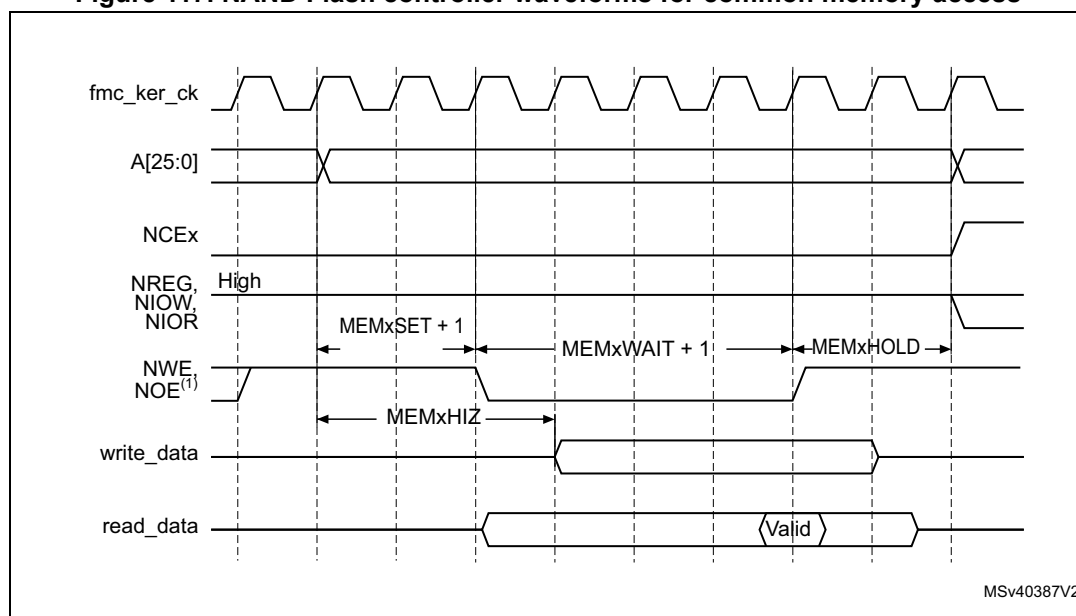 fmc_ker_ck
A[25:0]
NCEx
NREG, High
NIOW,
NIOR
MEMxSET + 1
MEMxWAIT + 1
MEMxHOLD
NWE,
NOE(1)
MEMxHIZ
write_data
read_data
Valid
MSv40387V2